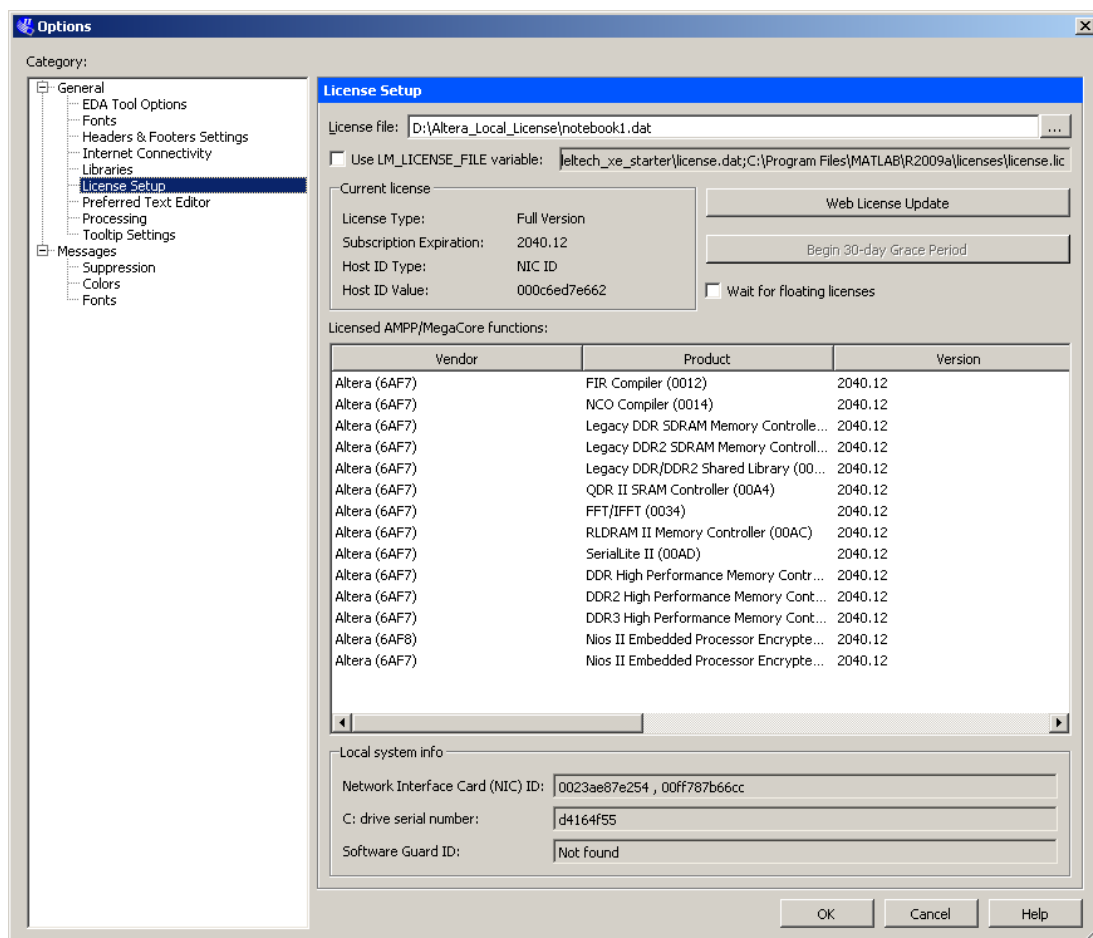 Options
Category:
General
EDA Tool Options
Fonts
Headers & Footers Settings
Internet Connectivity
Libraries
License Setup
Preferred Text Editor
Processing
Tooltip Settings
Messages
Suppression
Colors
Fonts
License Setup
License file: D:\Altera_Local_License\notebook1.dat ...
Use LM_LICENSE_FILE variable: leltech_xe_starter\license.dat;C:\Program Files\MATLAB\R2009a\licenses\license.lic
Current license
License Type: Full Version
Subscription Expiration: 2040.12
Host ID Type: NIC ID
Host ID Value: 000c6ed7e662
Web License Update
Begin 30-day Grace Period
Wait for floating licenses
Licensed AMPP/MegaCore functions:
Vendor Product Version
Altera (6AF7) FIR Compiler (0012) 2040.12
Altera (6AF7) NCO Compiler (0014) 2040.12
Altera (6AF7) Legacy DDR SDRAM Memory Controlle... 2040.12
Altera (6AF7) Legacy DDR2 SDRAM Memory Controll... 2040.12
Altera (6AF7) Legacy DDR/DDR2 Shared Library (00... 2040.12
Altera (6AF7) QDR II SRAM Controller (00A4) 2040.12
Altera (6AF7) FFT/IFFT (0034) 2040.12
Altera (6AF7) RLDRAM II Memory Controller (00AC) 2040.12
Altera (6AF7) SerialLite II (00AD) 2040.12
Altera (6AF7) DDR High Performance Memory Contr... 2040.12
Altera (6AF7) DDR2 High Performance Memory Cont... 2040.12
Altera (6AF7) DDR3 High Performance Memory Cont... 2040.12
Altera (6AF8) Nios II Embedded Processor Encrypte... 2040.12
Altera (6AF7) Nios II Embedded Processor Encrypte... 2040.12
Local system info
Network Interface Card (NIC) ID: 0023ae87e254 , 00ff787b66cc
C: drive serial number: d4164f55
Software Guard ID: Not found
OK Cancel Help